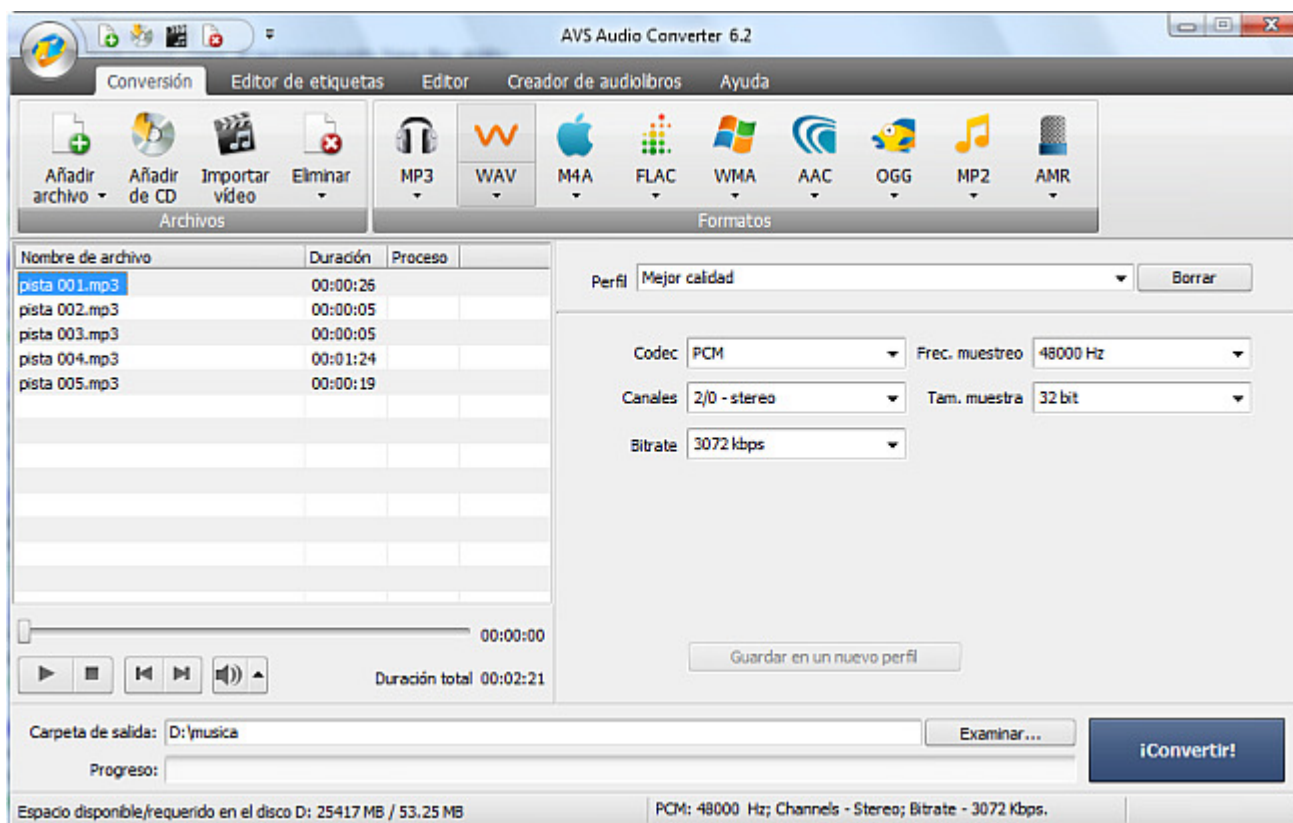 AVS Audio Converter 6.2
Conversión Editor de etiquetas Editor Creador de audiolibros Ayuda
Añadir archivo Añadir de CD Importar vídeo Eliminar MP3 WAV M4A FLAC WMA AAC OGG MP2 AMR
Archivos Formatos
Nombre de archivo Duración Proceso
pista 001.mp3 00:00:26
pista 002.mp3 00:00:05
pista 003.mp3 00:00:05
pista 004.mp3 00:01:24
pista 005.mp3 00:00:19
Perfil Mejor calidad Borrar
Codec PCM Frec. muestreo 48000 Hz
Canales 2/0 - stereo Tam. muestra 32 bit
Bitrate 3072 kbps
00:00:00
Guardar en un nuevo perfil
Duración total 00:02:21
Carpeta de salida: D:\musica Examinar...
¡Convertir!
Progreso:
Espacio disponible/requerido en el disco D: 25417 MB / 53.25 MB PCM: 48000 Hz; Channels - Stereo; Bitrate - 3072 Kbps.